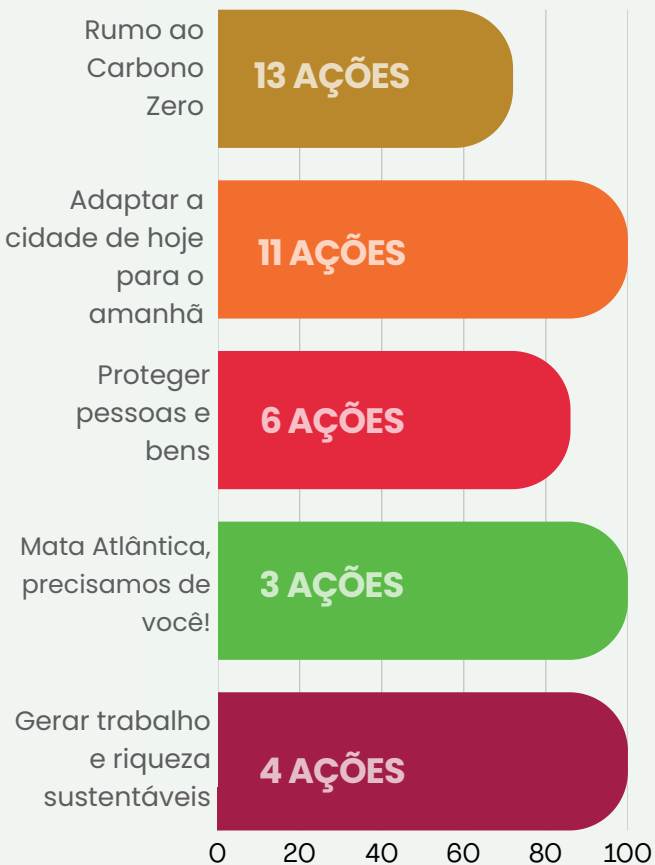 Rumo ao
Carbono
Zero
13 AÇÕES
Adaptar a
cidade de hoje
para o
amanhã
11 AÇÕES
Proteger
pessoas e
bens
6 AÇÕES
Mata Atlântica,
precisamos de
você!
3 AÇÕES
Gerar trabalho
e riqueza
sustentáveis
4 AÇÕES
0 20 40 60 80 100